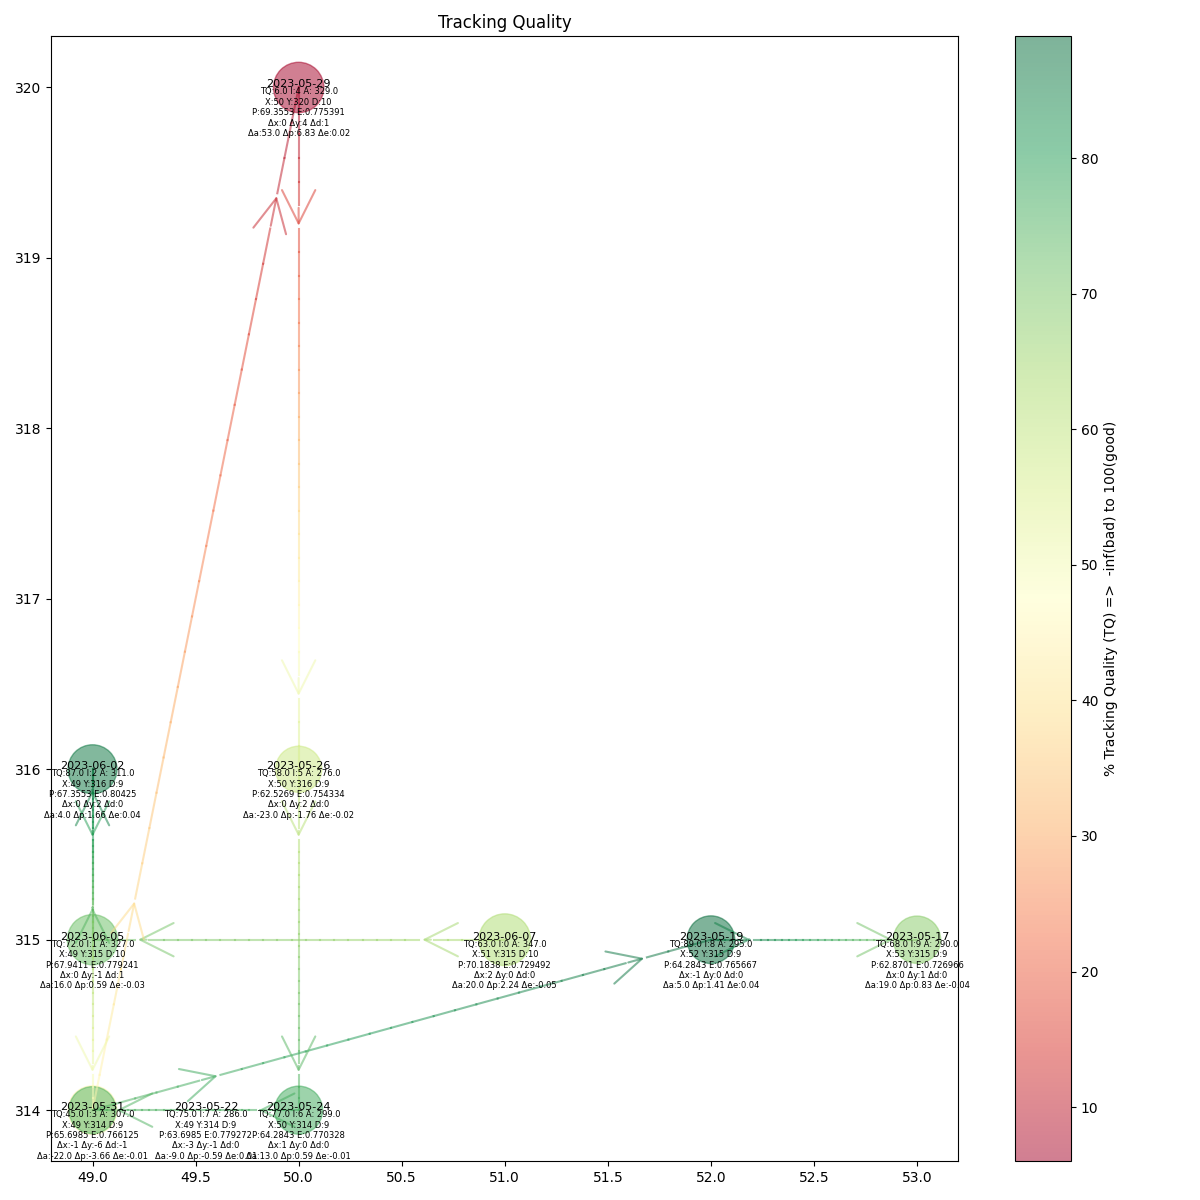 Tracking Quality
320
319
318
317
316
315
314
2023-05-29
TQ:6.0 I:4 A: 329.0
X:50 Y:320 D:10
P:69.3553 E:0.775391
Δx:0 Δy:4 Δd:1
Δa:53.0 Δp:6.83 Δe:0.02
2023-06-02
TQ:87.0 I:2 A: 311.0
X:49 Y:316 D:9
P:67.3553 E:0.80425
Δx:0 Δy:2 Δd:0
Δa:4.0 Δp:1.66 Δe:0.04
2023-05-26
TQ:58.0 I:5 A: 276.0
X:50 Y:316 D:9
P:62.5269 E:0.754334
Δx:0 Δy:2 Δd:0
Δa:-23.0 Δp:-1.76 Δe:-0.02
2023-06-05
TQ:72.0 I:1 A: 327.0
X:49 Y:315 D:10
P:67.9411 E:0.779241
Δx:0 Δy:-1 Δd:1
Δa:16.0 Δp:0.59 Δe:-0.03
2023-06-07
TQ:63.0 I:0 A: 347.0
X:51 Y:315 D:10
P:70.1838 E:0.729492
Δx:2 Δy:0 Δd:0
Δa:20.0 Δp:2.24 Δe:-0.05
2023-05-19
TQ:89.0 I:8 A: 295.0
X:52 Y:315 D:9
P:64.2843 E:0.765667
Δx:-1 Δy:0 Δd:0
Δa:5.0 Δp:1.41 Δe:0.04
2023-05-17
TQ:68.0 I:9 A: 290.0
X:53 Y:315 D:9
P:62.8701 E:0.726966
Δx:0 Δy:1 Δd:0
Δa:19.0 Δp:0.83 Δe:-0.04
2023-05-31
TQ:45.0 I:3 A: 307.0
X:49 Y:314 D:9
P:65.6985 E:0.766125
Δx:-1 Δy:-6 Δd:-1
Δa:-22.0 Δp:-3.66 Δe:-0.01
2023-05-22
TQ:75.0 I:7 A: 286.0
X:49 Y:314 D:9
P:63.6985 E:0.779272
Δx:-3 Δy:-1 Δd:0
Δa:-9.0 Δp:-0.59 Δe:0.01
2023-05-24
TQ:77.0 I:6 A: 299.0
X:50 Y:314 D:9
P:64.2843 E:0.770328
Δx:1 Δy:0 Δd:0
Δa:13.0 Δp:0.59 Δe:-0.01
49.0 49.5 50.0 50.5 51.0 51.5 52.0 52.5 53.0
80
70
60
50
40
30
20
10
% Tracking Quality (TQ) => -inf(bad) to 100(good)